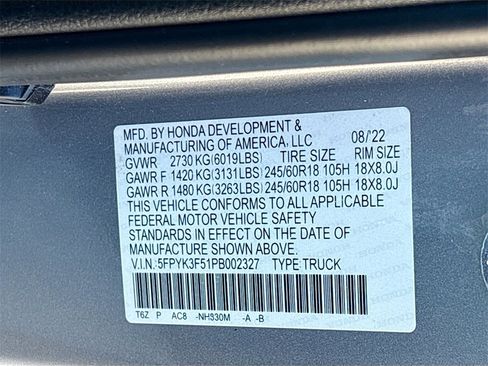 MFD. BY HONDA DEVELOPMENT &
MANUFACTURING OF AMERICA, LLC 08/'22
GVWR 2730 KG (6019LBS) TIRE SIZE RIM SIZE
GAWR F 1420 KG (3131LBS) 245/60R18 105H 18X8.0J
GAWR R 1480 KG (3263LBS) 245/60R18 105H 18X8.0J
THIS VEHICLE CONFORMS TO ALL APPLICABLE
FEDERAL MOTOR VEHICLE SAFETY
STANDARDS IN EFFECT ON THE DATE OF
MANUFACTURE SHOWN ABOVE.
V.I.N.: 5FPYK3F51PB002327 TYPE TRUCK
T6Z P AC8 -NH830M -A -B